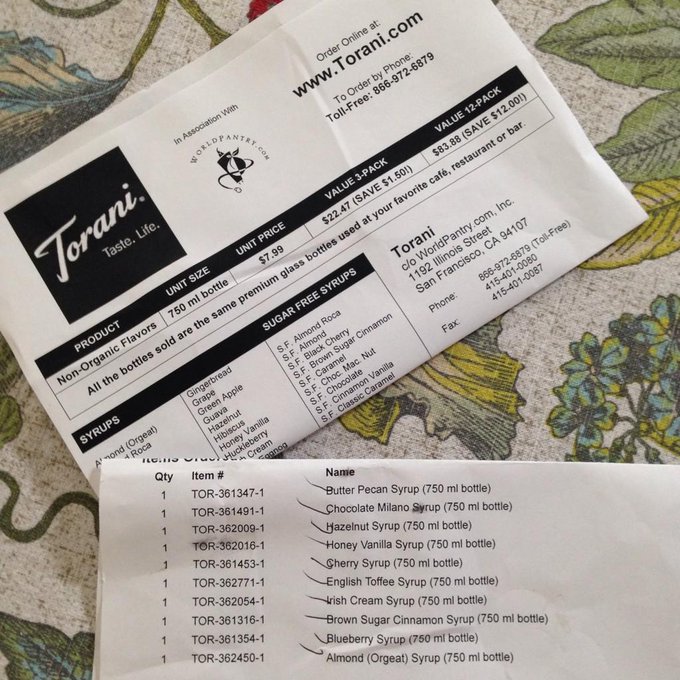 Order Online at:
www.Torani.com
To Order by Phone:
Toll-Free: 866-972-6879
In Association With
WORLDPANTRY.COM
Torani®
Taste. Life.
PRODUCT UNIT SIZE UNIT PRICE VALUE 3-PACK VALUE 12-PACK
Non-Organic Flavors 750 ml bottle $7.99 $22.47 (SAVE $1.50!) $83.88 (SAVE $12.00!)
All the bottles sold are the same premium glass bottles used at your favorite café, restaurant or bar.
Torani
c/o WorldPantry.com, Inc.
1192 Illinois Street
San Francisco, CA 94107
Phone: 866-972-6879 (Toll-Free)
415-401-0080
Fax: 415-401-0087
SYRUPS
Almond (Orgeat)
Roca
Gingerbread
Grape
Green Apple
Guava
Hazelnut
Hibiscus
Honey Vanilla
Huckleberry
Cream
Eggnog
SUGAR FREE SYRUPS
S.F. Almond Roca
S.F. Almond
S.F. Black Cherry
S.F. Brown Sugar Cinnamon
S.F. Caramel
S.F. Choc. Mac. Nut
S.F. Chocolate
S.F. Cinnamon Vanilla
S.F. Classic Caramel
Items Ordered
Qty Item # Name
1 TOR-361347-1 Butter Pecan Syrup (750 ml bottle)
1 TOR-361491-1 Chocolate Milano Syrup (750 ml bottle)
1 TOR-362009-1 Hazelnut Syrup (750 ml bottle)
1 TOR-362016-1 Honey Vanilla Syrup (750 ml bottle)
1 TOR-361453-1 Cherry Syrup (750 ml bottle)
1 TOR-362771-1 English Toffee Syrup (750 ml bottle)
1 TOR-362054-1 Irish Cream Syrup (750 ml bottle)
1 TOR-361316-1 Brown Sugar Cinnamon Syrup (750 ml bottle)
1 TOR-361354-1 Blueberry Syrup (750 ml bottle)
1 TOR-362450-1 Almond (Orgeat) Syrup (750 ml bottle)